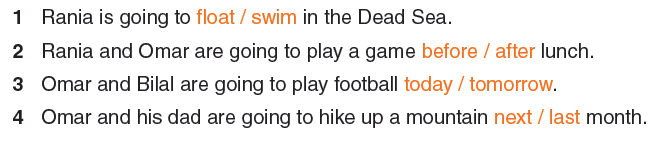 1 Rania is going to float / swim in the Dead Sea.
2 Rania and Omar are going to play a game before / after lunch.
3 Omar and Bilal are going to play football today / tomorrow.
4 Omar and his dad are going to hike up a mountain next / last month.